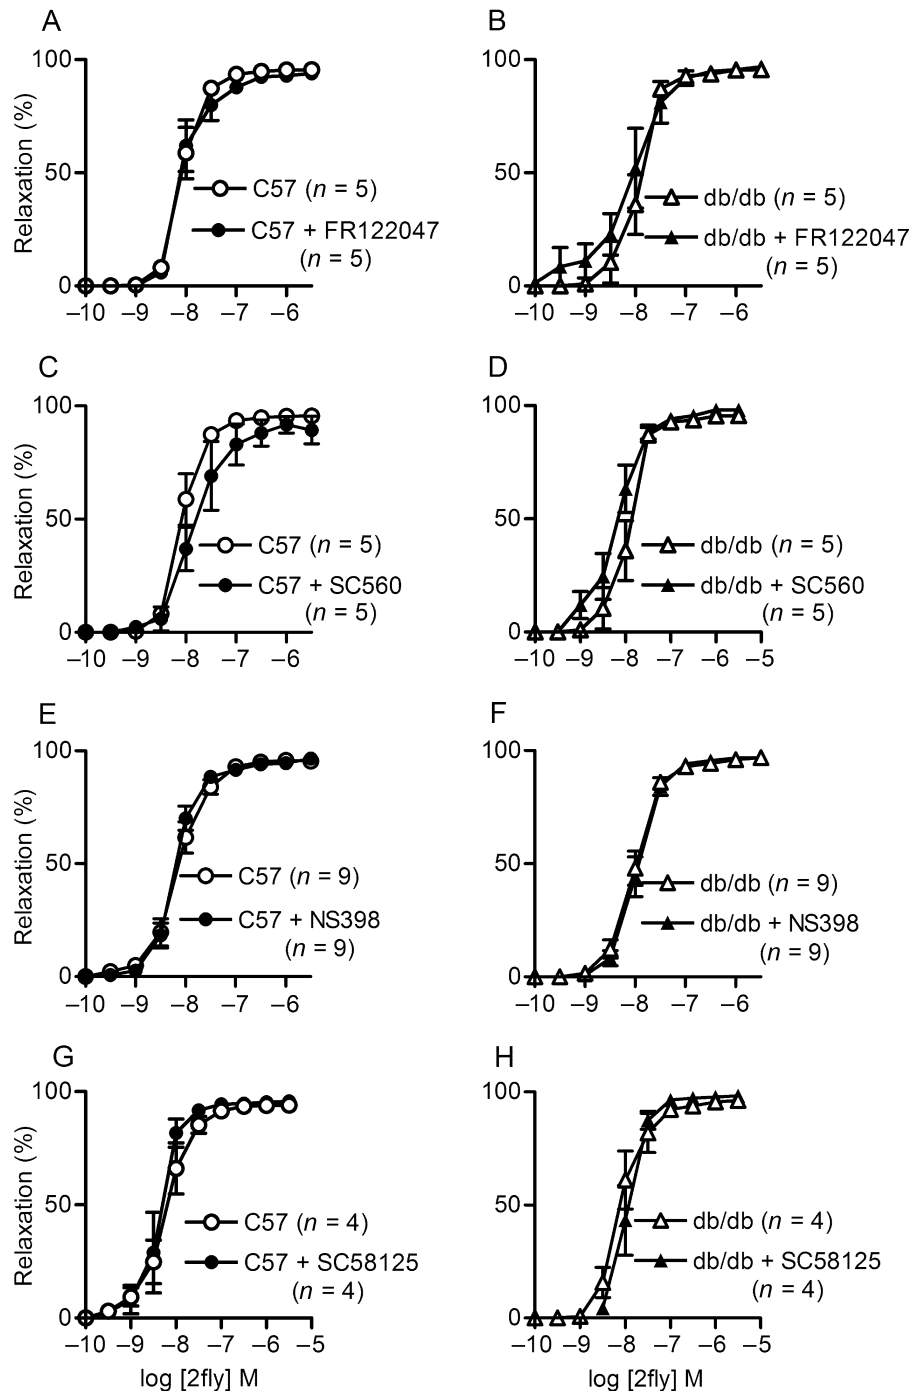 A
100
50
0
Relaxation (%)
C57 (n = 5)
C57 + FR122047
(n = 5)
–10 –9 –8 –7 –6
B
100
50
0
db/db (n = 5)
db/db + FR122047
(n = 5)
–10 –9 –8 –7 –6
C
100
50
0
Relaxation (%)
C57 (n = 5)
C57 + SC560
(n = 5)
–10 –9 –8 –7 –6
D
100
50
0
db/db (n = 5)
db/db + SC560
(n = 5)
–10 –9 –8 –7 –6 –5
E
100
50
0
Relaxation (%)
C57 (n = 9)
C57 + NS398
(n = 9)
–10 –9 –8 –7 –6
F
100
50
0
db/db (n = 9)
db/db + NS398
(n = 9)
–10 –9 –8 –7 –6
G
100
50
0
Relaxation (%)
C57 (n = 4)
C57 + SC58125
(n = 4)
–10 –9 –8 –7 –6 –5
log [2fly] M
H
100
50
0
db/db (n = 4)
db/db + SC58125
(n = 4)
–10 –9 –8 –7 –6 –5
log [2fly] M